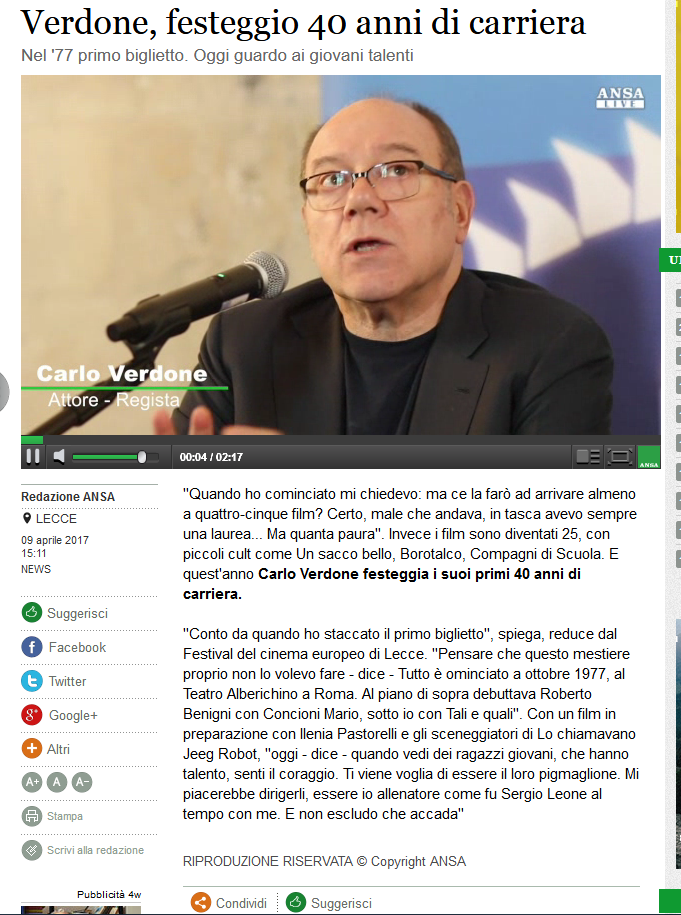 Verdone, festeggio 40 anni di carriera
Nel '77 primo biglietto. Oggi guardo ai giovani talenti
ANSA
LIVE
Carlo Verdone
Attore - Regista
00:04 / 02:17
ANSA
Redazione ANSA
LECCE
09 aprile 2017
15:11
NEWS
Suggerisci
Facebook
Twitter
Google+
Altri
A+ A A-
Stampa
Scrivi alla redazione
Pubblicità 4w
"Quando ho cominciato mi chiedevo: ma ce la farò ad arrivare almeno
a quattro-cinque film? Certo, male che andava, in tasca avevo sempre
una laurea... Ma quanta paura". Invece i film sono diventati 25, con
piccoli cult come Un sacco bello, Borotalco, Compagni di Scuola. E
quest'anno Carlo Verdone festeggia i suoi primi 40 anni di
carriera.
"Conto da quando ho staccato il primo biglietto", spiega, reduce dal
Festival del cinema europeo di Lecce. "Pensare che questo mestiere
proprio non lo volevo fare - dice - Tutto è ominciato a ottobre 1977, al
Teatro Alberichino a Roma. Al piano di sopra debuttava Roberto
Benigni con Concioni Mario, sotto io con Tali e quali". Con un film in
preparazione con Ilenia Pastorelli e gli sceneggiatori di Lo chiamavano
Jeeg Robot, "oggi - dice - quando vedi dei ragazzi giovani, che hanno
talento, senti il coraggio. Ti viene voglia di essere il loro pigmaglione. Mi
piacerebbe dirigerli, essere io allenatore come fu Sergio Leone al
tempo con me. E non escludo che accada"
RIPRODUZIONE RISERVATA © Copyright ANSA
Condividi
Suggerisci